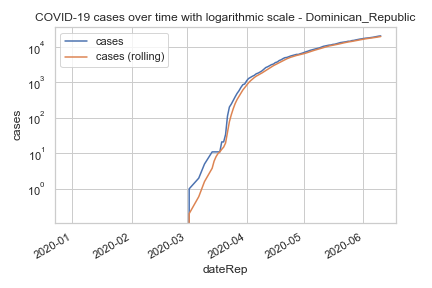 COVID-19 cases over time with logarithmic scale - Dominican_Republic
cases
cases (rolling)
10⁴
10³
10²
10¹
10⁰
cases
2020-01
2020-02
2020-03
2020-04
2020-05
2020-06
dateRep